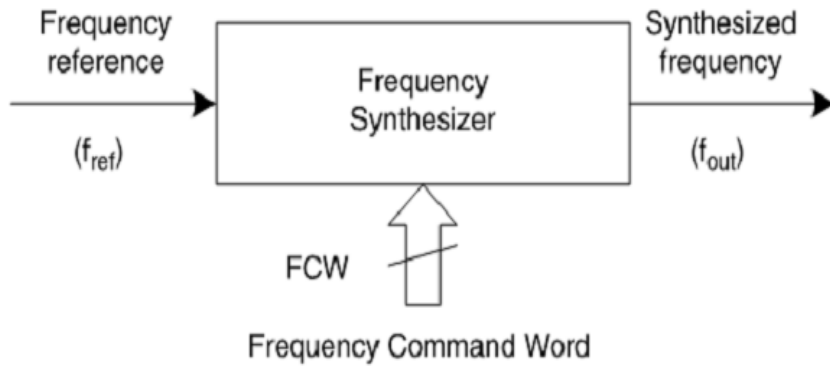 Frequency
reference
(fref)
Frequency
Synthesizer
Synthesized
frequency
(fout)
FCW
Frequency Command Word